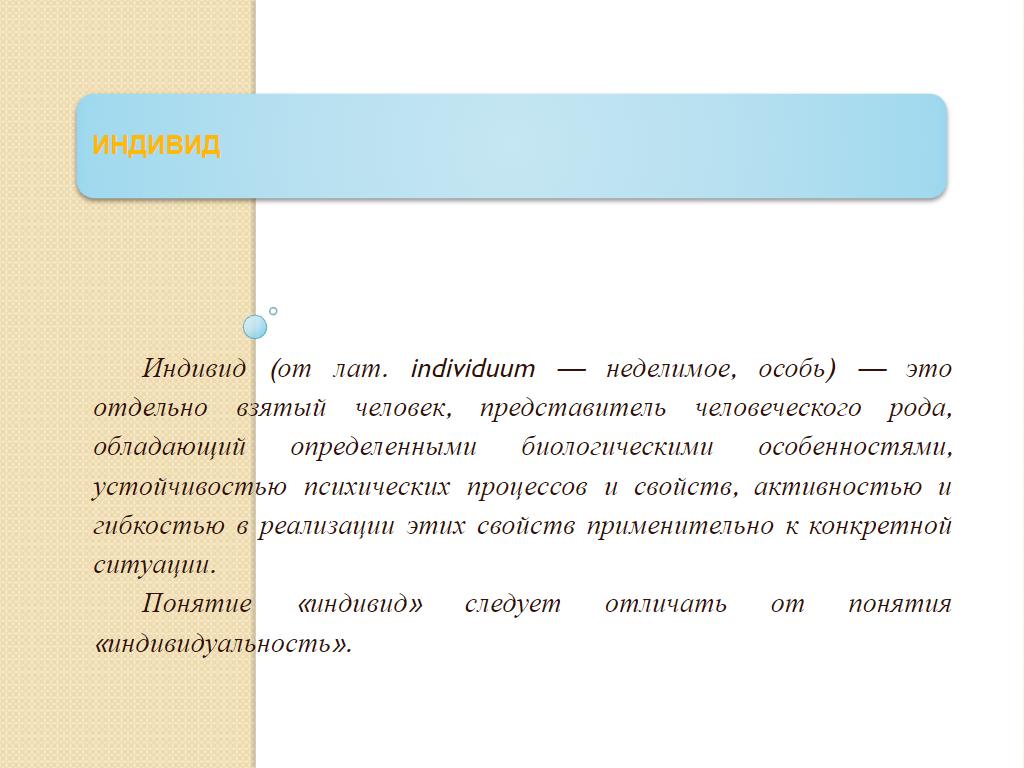 ИНДИВИД
Индивид (от лат. individuum — неделимое, особь) — это
отдельно взятый человек, представитель человеческого рода,
обладающий определенными биологическими особенностями,
устойчивостью психических процессов и свойств, активностью и
гибкостью в реализации этих свойств применительно к конкретной
ситуации.
Понятие «индивид» следует отличать от понятия
«индивидуальность».